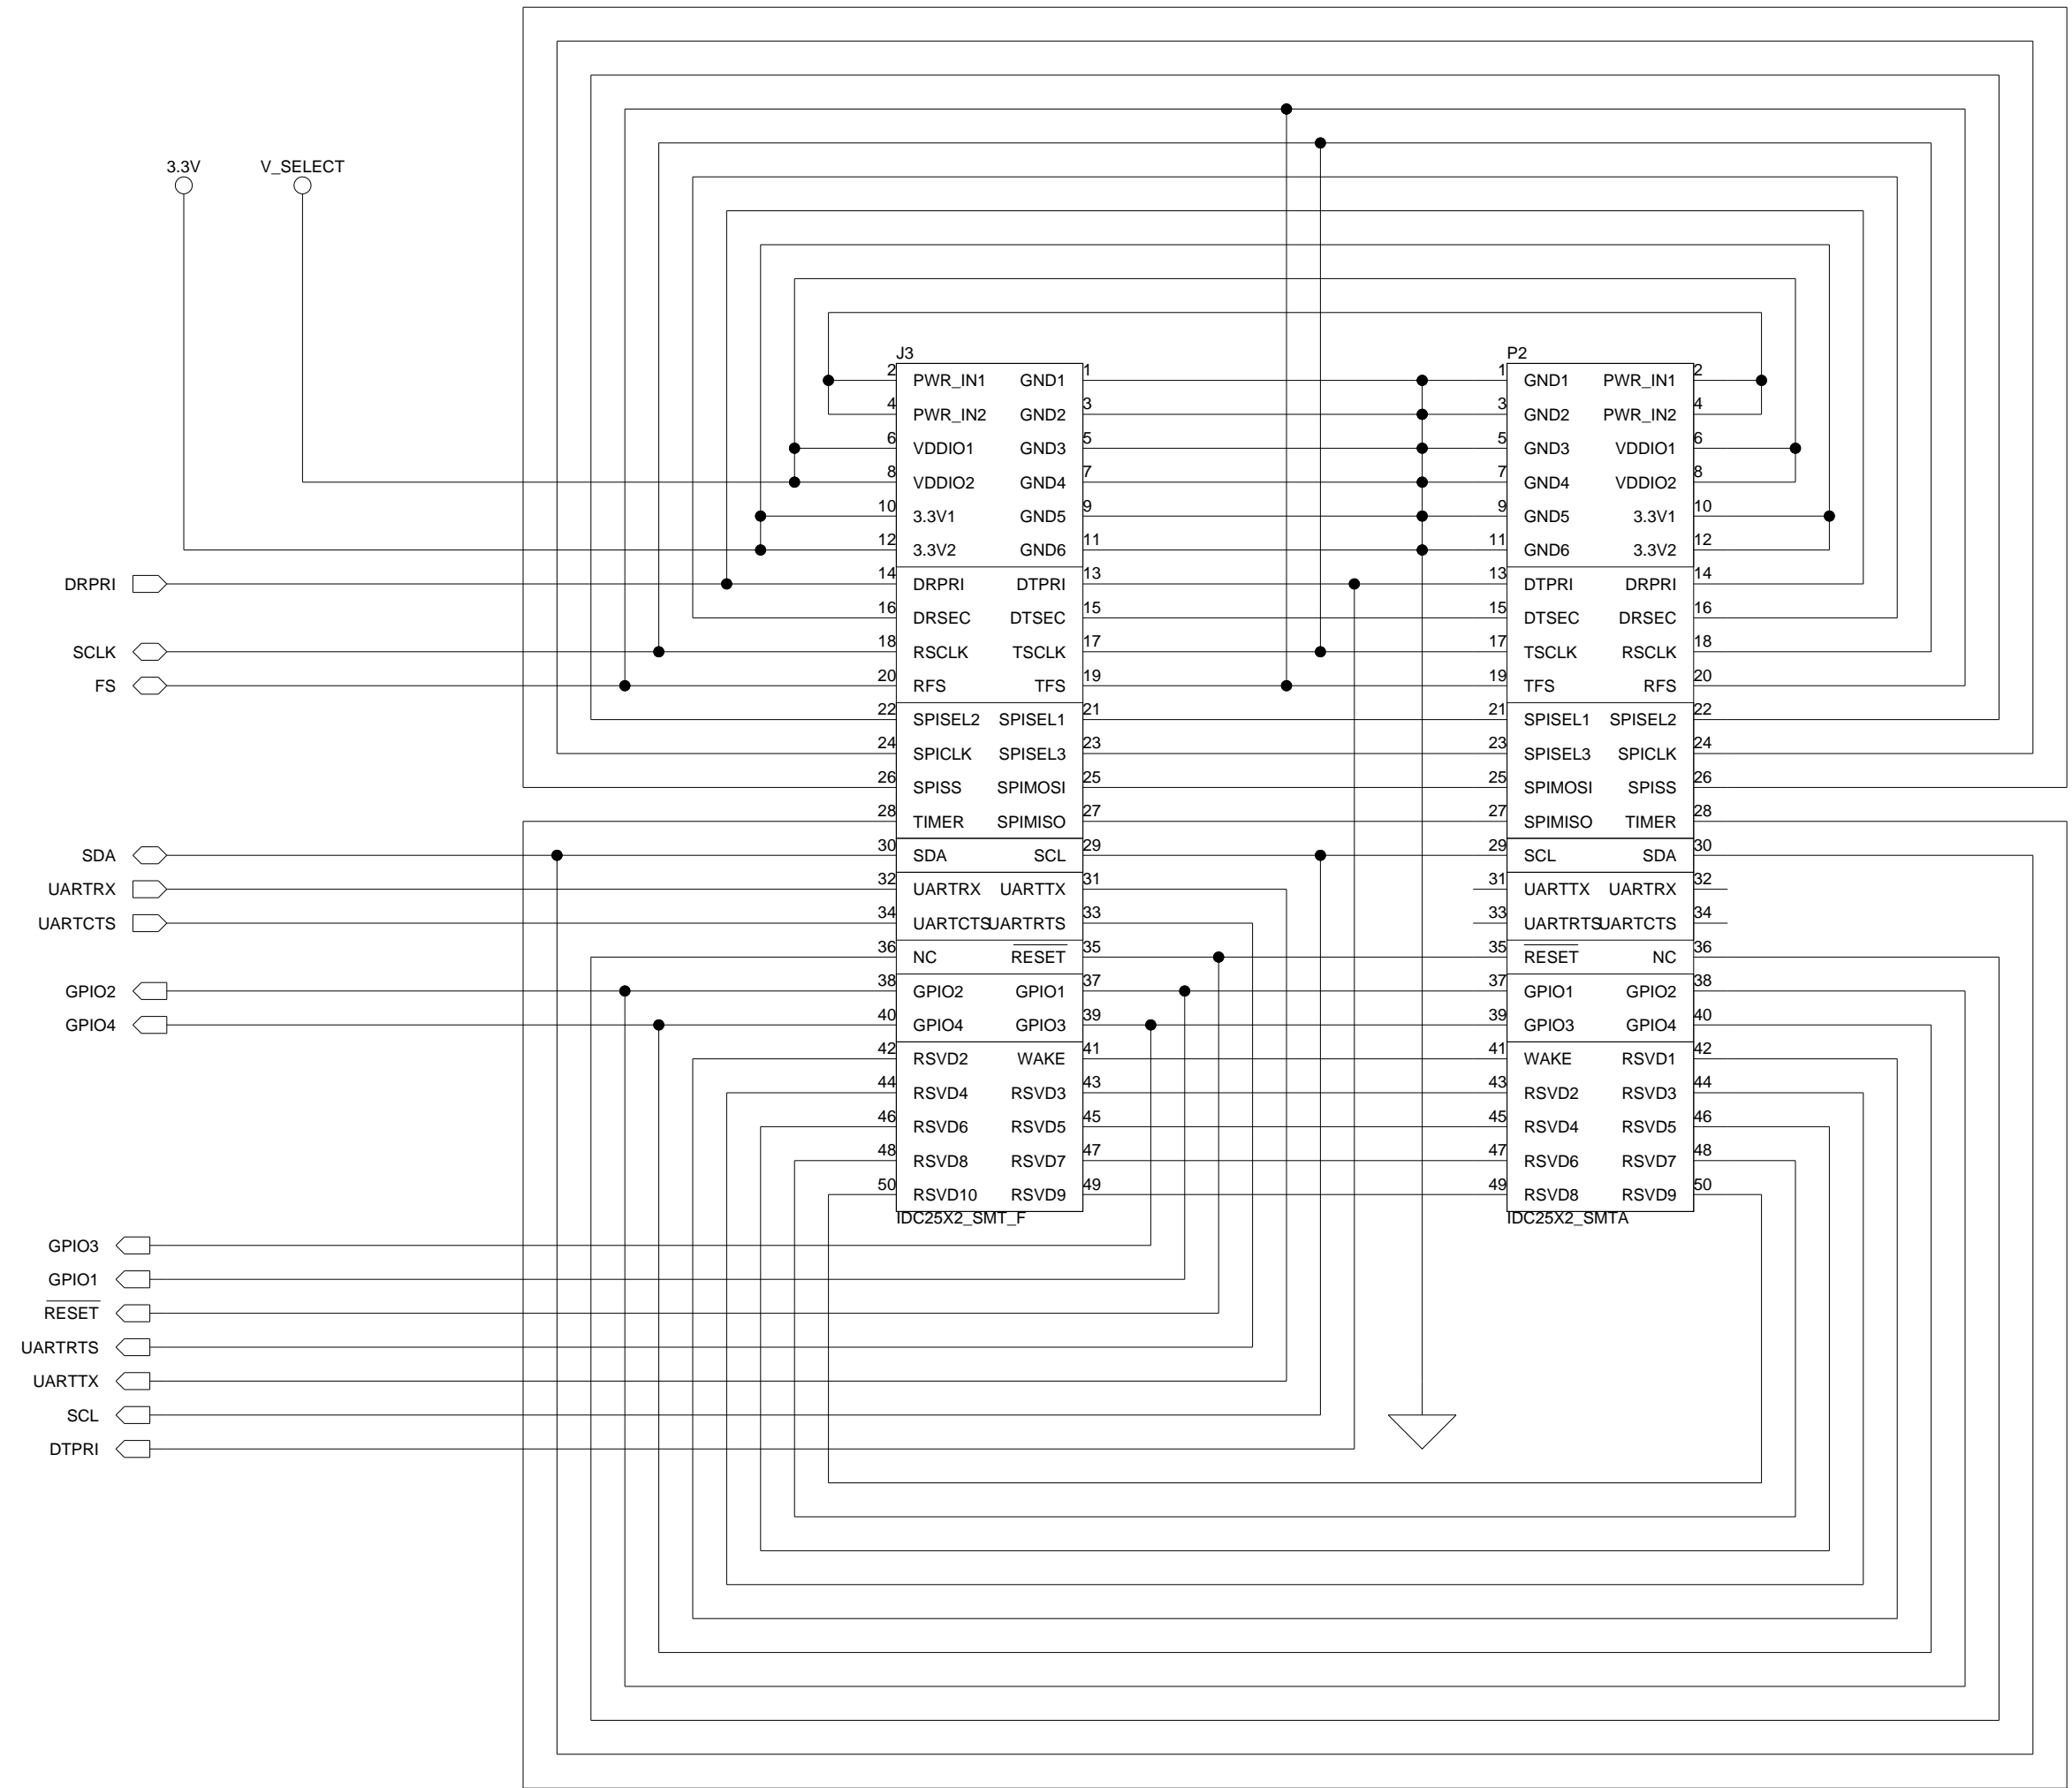 3.3V V_SELECT
J3 P2
2 PWR_IN1 GND1 1 1 GND1 PWR_IN1 2
4 PWR_IN2 GND2 3 3 GND2 PWR_IN2 4
6 VDDIO1 GND3 5 5 GND3 VDDIO1 6
8 VDDIO2 GND4 7 7 GND4 VDDIO2 8
10 3.3V1 GND5 9 9 GND5 3.3V1 10
12 3.3V2 GND6 11 11 GND6 3.3V2 12
DRPRI 14 DRPRI DTPRI 13 13 DTPRI DRPRI 14
16 DRSEC DTSEC 15 15 DTSEC DRSEC 16
SCLK 18 RSCLK TSCLK 17 17 TSCLK RSCLK 18
FS 20 RFS TFS 19 19 TFS RFS 20
22 SPISEL2 SPISEL1 21 21 SPISEL1 SPISEL2 22
24 SPICLK SPISEL3 23 23 SPISEL3 SPICLK 24
26 SPISS SPIMOSI 25 25 SPIMOSI SPISS 26
28 TIMER SPIMISO 27 27 SPIMISO TIMER 28
SDA 30 SDA SCL 29 29 SCL SDA 30
UARTRX 32 UARTRX UARTTX 31 31 UARTTX UARTRX 32
UARTCTS 34 UARTCTS UARTRTS 33 33 UARTRTS UARTCTS 34
36 NC RESET 35 35 RESET NC 36
GPIO2 38 GPIO2 GPIO1 37 37 GPIO1 GPIO2 38
GPIO4 40 GPIO4 GPIO3 39 39 GPIO3 GPIO4 40
42 RSVD2 WAKE 41 41 WAKE RSVD1 42
44 RSVD4 RSVD3 43 43 RSVD2 RSVD3 44
46 RSVD6 RSVD5 45 45 RSVD4 RSVD5 46
48 RSVD8 RSVD7 47 47 RSVD6 RSVD7 48
50 RSVD10 RSVD9 49 49 RSVD8 RSVD9 50
IDC25X2_SMT_F IDC25X2_SMTA
GPIO3
GPIO1
RESET
UARTRTS
UARTTX
SCL
DTPRI